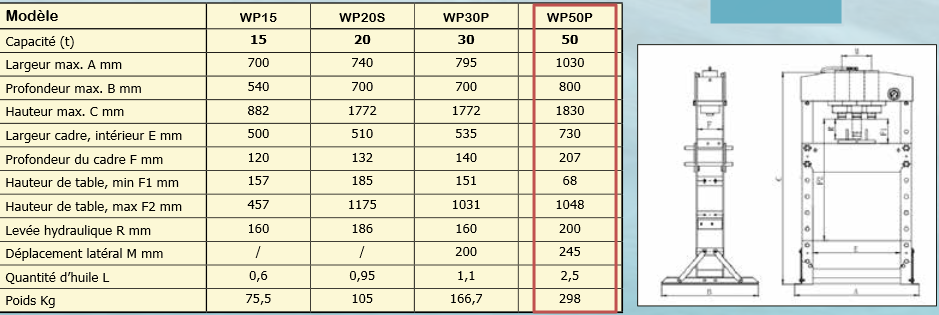 Modèle WP15 WP20S WP30P WP50P
Capacité (t) 15 20 30 50
Largeur max. A mm 700 740 795 1030
Profondeur max. B mm 540 700 700 800
Hauteur max. C mm 882 1772 1772 1830
Largeur cadre, intérieur E mm 500 510 535 730
Profondeur du cadre F mm 120 132 140 207
Hauteur de table, min F1 mm 157 185 151 68
Hauteur de table, max F2 mm 457 1175 1031 1048
Levée hydraulique R mm 160 186 160 200
Déplacement latéral M mm / / 200 245
Quantité d’huile L 0,6 0,95 1,1 2,5
Poids Kg 75,5 105 166,7 298
M
F
R
F1
C
F2
E
B
A